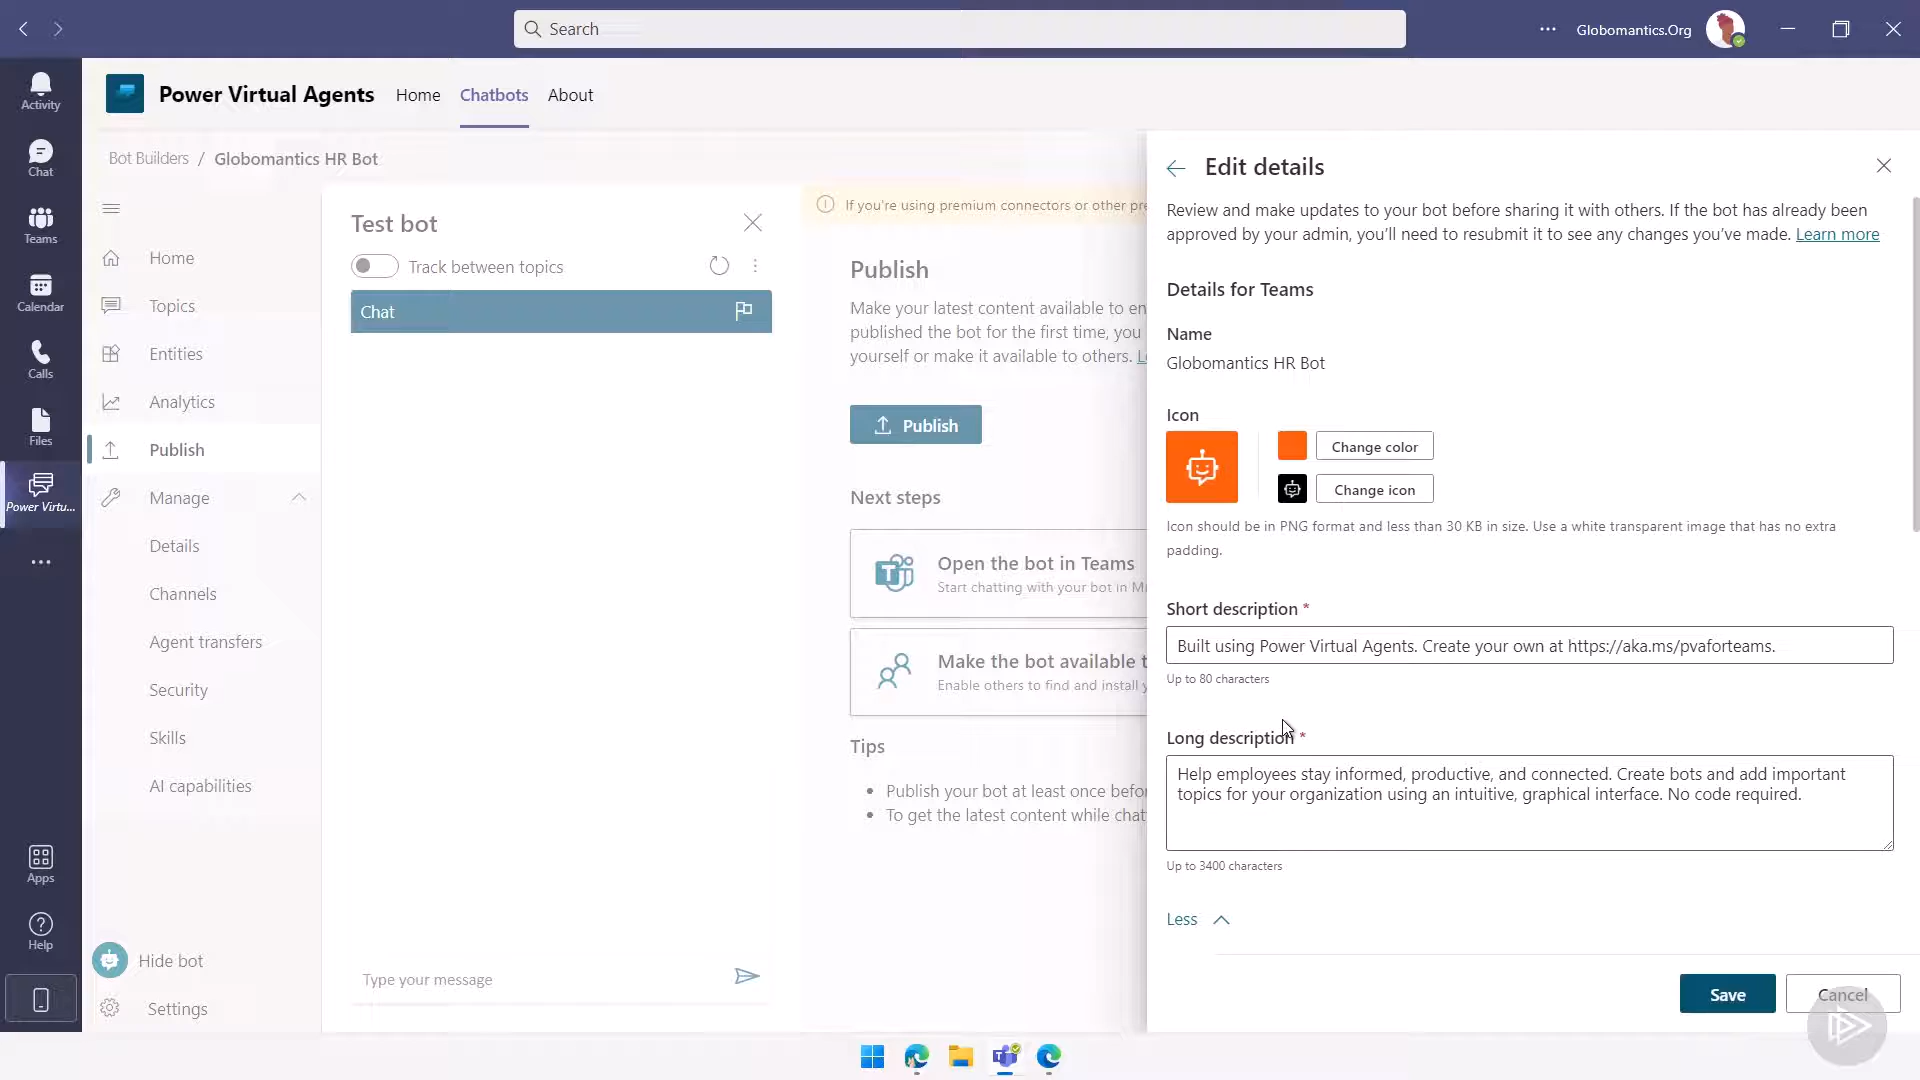 Search
Globomantics.Org
Activity
Chat
Teams
Calendar
Calls
Files
Power Virtu...
Apps
Help
Power Virtual Agents
Home
Chatbots
About
Bot Builders / Globomantics HR Bot
Home
Topics
Entities
Analytics
Publish
Manage
Details
Channels
Agent transfers
Security
Skills
AI capabilities
Hide bot
Settings
Test bot
Track between topics
Chat
Type your message
If you're using premium connectors or other pre
Publish
Make your latest content available to en
published the bot for the first time, you
yourself or make it available to others. L
Publish
Next steps
Open the bot in Teams
Start chatting with your bot in Mi
Make the bot available t
Enable others to find and install y
Tips
Publish your bot at least once befo
To get the latest content while chat
Edit details
Review and make updates to your bot before sharing it with others. If the bot has already been
approved by your admin, you'll need to resubmit it to see any changes you've made. Learn more
Details for Teams
Name
Globomantics HR Bot
Icon
Change color
Change icon
Icon should be in PNG format and less than 30 KB in size. Use a white transparent image that has no extra
padding.
Short description *
Built using Power Virtual Agents. Create your own at https://aka.ms/pvaforteams.
Up to 80 characters
Long description *
Help employees stay informed, productive, and connected. Create bots and add important
topics for your organization using an intuitive, graphical interface. No code required.
Up to 3400 characters
Less
Save
Cancel